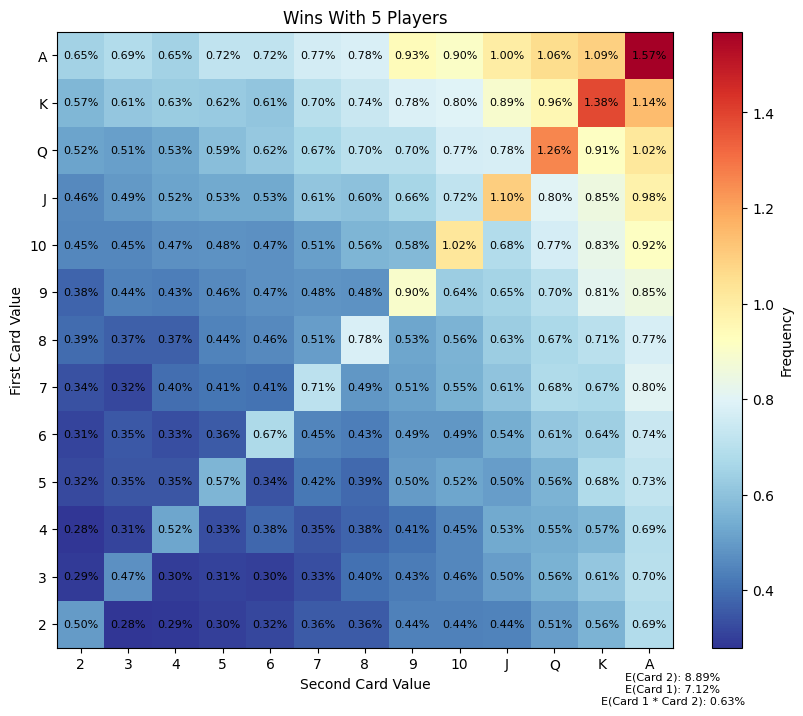 Wins With 5 Players
A 0.65% 0.69% 0.65% 0.72% 0.72% 0.77% 0.78% 0.93% 0.90% 1.00% 1.06% 1.09% 1.57%
K 0.57% 0.61% 0.63% 0.62% 0.61% 0.70% 0.74% 0.78% 0.80% 0.89% 0.96% 1.38% 1.14%
Q 0.52% 0.51% 0.53% 0.59% 0.62% 0.67% 0.70% 0.70% 0.77% 0.78% 1.26% 0.91% 1.02%
J 0.46% 0.49% 0.52% 0.53% 0.53% 0.61% 0.60% 0.66% 0.72% 1.10% 0.80% 0.85% 0.98%
10 0.45% 0.45% 0.47% 0.48% 0.47% 0.51% 0.56% 0.58% 1.02% 0.68% 0.77% 0.83% 0.92%
9 0.38% 0.44% 0.43% 0.46% 0.47% 0.48% 0.48% 0.90% 0.64% 0.65% 0.70% 0.81% 0.85%
8 0.39% 0.37% 0.37% 0.44% 0.46% 0.51% 0.78% 0.53% 0.56% 0.63% 0.67% 0.71% 0.77%
7 0.34% 0.32% 0.40% 0.41% 0.41% 0.71% 0.49% 0.51% 0.55% 0.61% 0.68% 0.67% 0.80%
6 0.31% 0.35% 0.33% 0.36% 0.67% 0.45% 0.43% 0.49% 0.49% 0.54% 0.61% 0.64% 0.74%
5 0.32% 0.35% 0.35% 0.57% 0.34% 0.42% 0.39% 0.50% 0.52% 0.50% 0.56% 0.68% 0.73%
4 0.28% 0.31% 0.52% 0.33% 0.38% 0.35% 0.38% 0.41% 0.45% 0.53% 0.55% 0.57% 0.69%
3 0.29% 0.47% 0.30% 0.31% 0.30% 0.33% 0.40% 0.43% 0.46% 0.50% 0.56% 0.61% 0.70%
2 0.50% 0.28% 0.29% 0.30% 0.32% 0.36% 0.36% 0.44% 0.44% 0.44% 0.51% 0.56% 0.69%
2 3 4 5 6 7 8 9 10 J Q K A
First Card Value
Second Card Value
1.4
1.2
1.0
0.8
0.6
0.4
Frequency
E(Card 2): 8.89%
E(Card 1): 7.12%
E(Card 1 * Card 2): 0.63%